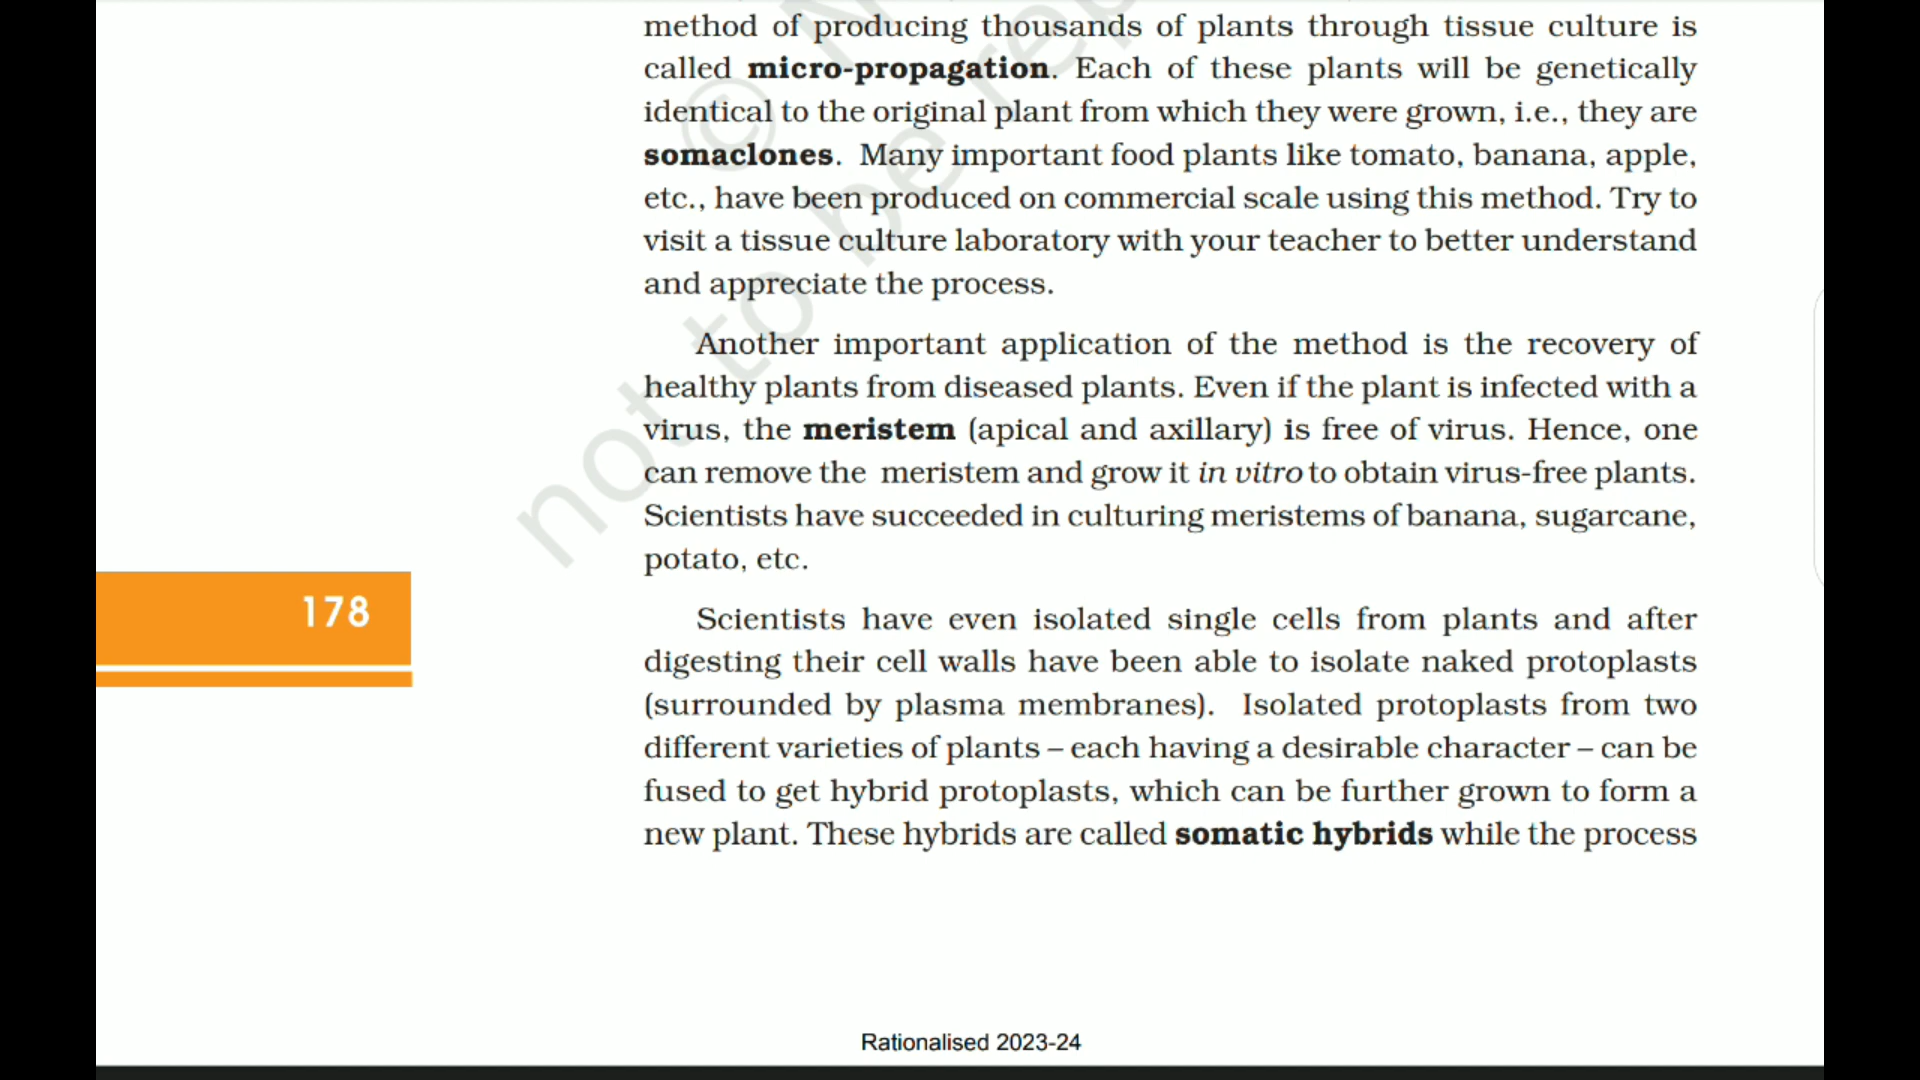 method of producing thousands of plants through tissue culture is
called micro-propagation. Each of these plants will be genetically
identical to the original plant from which they were grown, i.e., they are
somaclones. Many important food plants like tomato, banana, apple,
etc., have been produced on commercial scale using this method. Try to
visit a tissue culture laboratory with your teacher to better understand
and appreciate the process.
Another important application of the method is the recovery of
healthy plants from diseased plants. Even if the plant is infected with a
virus, the meristem (apical and axillary) is free of virus. Hence, one
can remove the meristem and grow it in vitro to obtain virus-free plants.
Scientists have succeeded in culturing meristems of banana, sugarcane,
potato, etc.
178
Scientists have even isolated single cells from plants and after
digesting their cell walls have been able to isolate naked protoplasts
(surrounded by plasma membranes). Isolated protoplasts from two
different varieties of plants – each having a desirable character – can be
fused to get hybrid protoplasts, which can be further grown to form a
new plant. These hybrids are called somatic hybrids while the process
Rationalised 2023-24
© N
not to be rep